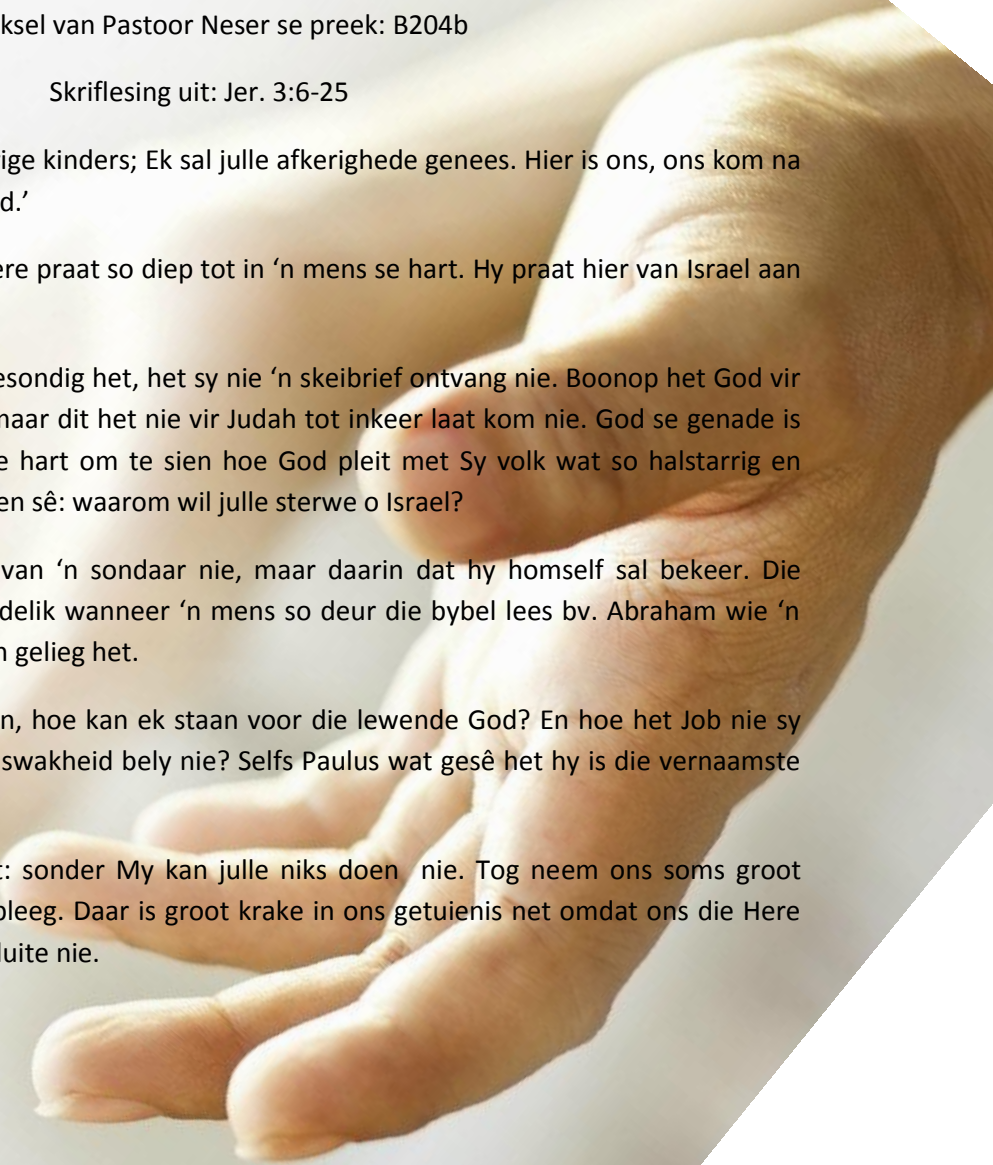 ksel van Pastoor Neser se preek: B204b
Skriflesing uit: Jer. 3:6-25
rige kinders; Ek sal julle afkerighede genees. Hier is ons, ons kom na
d.’
ere praat so diep tot in ‘n mens se hart. Hy praat hier van Israel aan
esondig het, het sy nie ‘n skeibrief ontvang nie. Boonop het God vir
maar dit het nie vir Judah tot inkeer laat kom nie. God se genade is
e hart om te sien hoe God pleit met Sy volk wat so halstarrig en
en sê: waarom wil julle sterwe o Israel?
van ‘n sondaar nie, maar daarin dat hy homself sal bekeer. Die
delik wanneer ‘n mens so deur die bybel lees bv. Abraham wie ‘n
n gelieg het.
n, hoe kan ek staan voor die lewende God? En hoe het Job nie sy
swakheid bely nie? Selfs Paulus wat gesê het hy is die vernaamste
t: sonder My kan julle niks doen nie. Tog neem ons soms groot
pleeg. Daar is groot krake in ons getuienis net omdat ons die Here
luite nie.